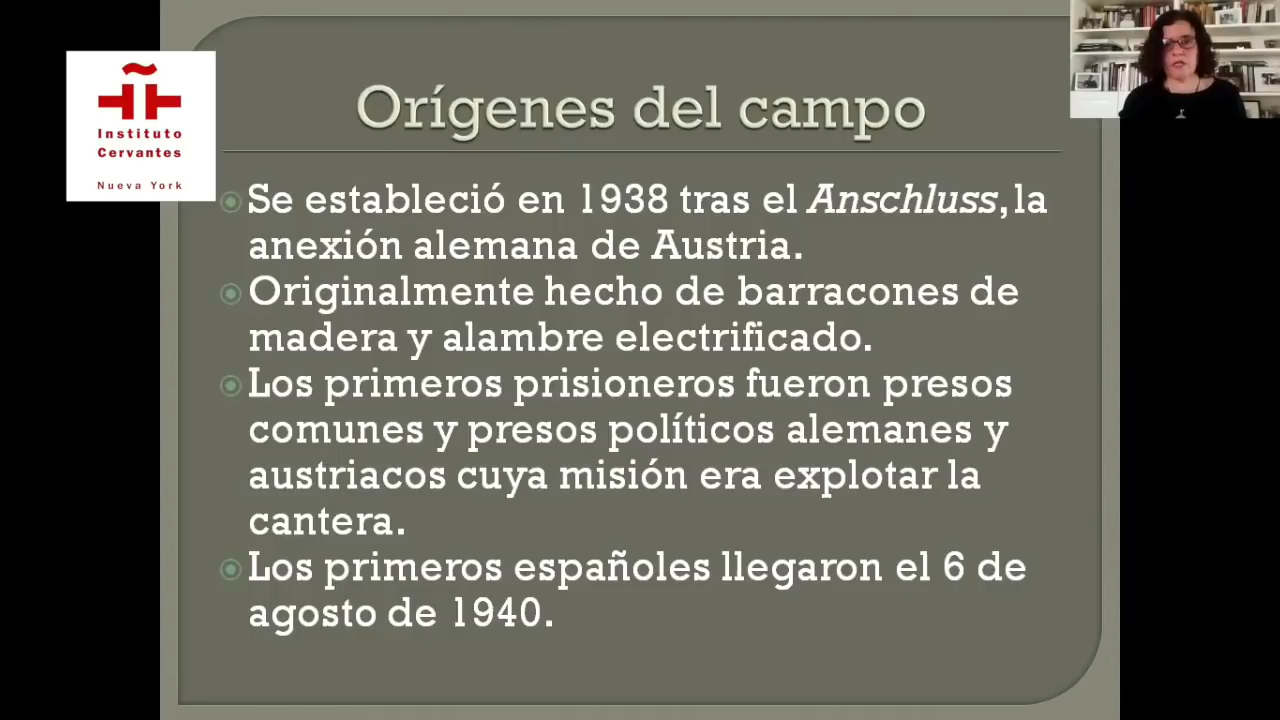 Instituto
Cervantes
Nueva York
Orígenes del campo
Se estableció en 1938 tras el Anschluss, la
anexión alemana de Austria.
Originalmente hecho de barracones de
madera y alambre electrificado.
Los primeros prisioneros fueron presos
comunes y presos políticos alemanes y
austriacos cuya misión era explotar la
cantera.
Los primeros españoles llegaron el 6 de
agosto de 1940.